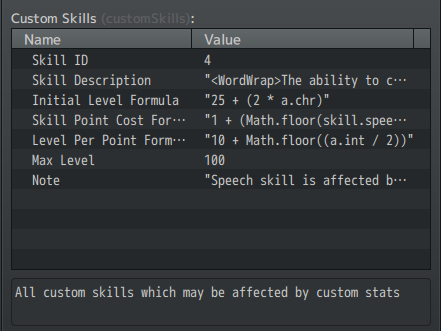 Custom Skills (customSkills):
Name Value
Skill ID 4
Skill Description "<WordWrap>The ability to c···
Initial Level Formula "25 + (2 * a.chr)"
Skill Point Cost For··· "1 + (Math.floor(skill.spee···
Level Per Point Form··· "10 + Math.floor((a.int / 2))"
Max Level 100
Note "Speech skill is affected b···
All custom skills which may be affected by custom stats